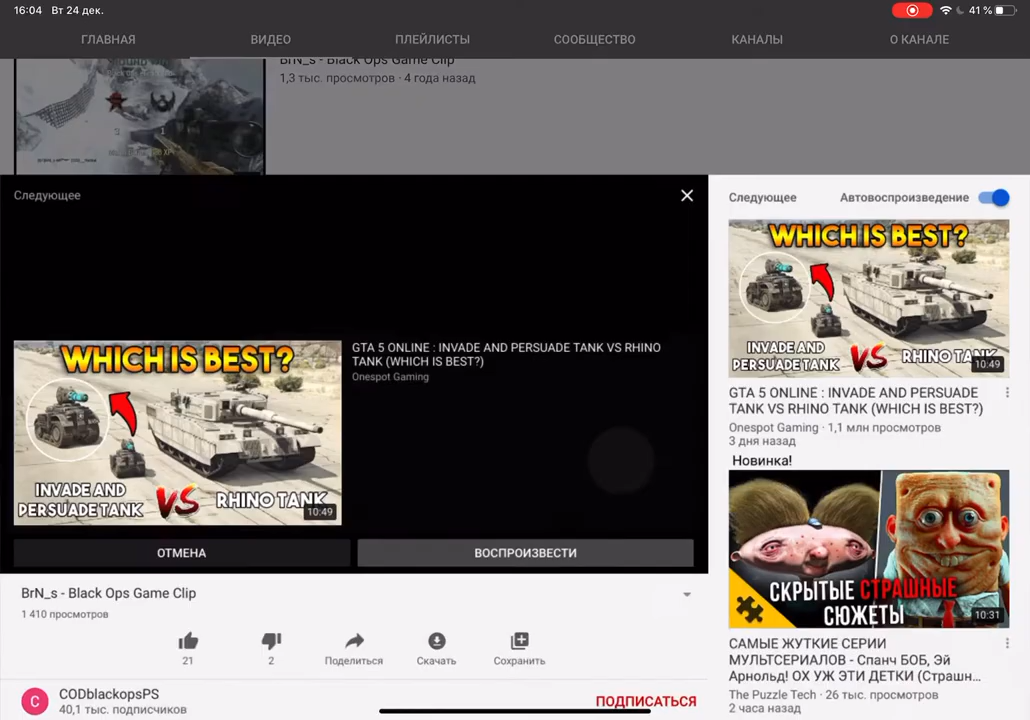 16:04 Вт 24 дек.
41 %
ГЛАВНАЯ
ВИДЕО
ПЛЕЙЛИСТЫ
СООБЩЕСТВО
КАНАЛЫ
О КАНАЛЕ
BrN_s - Black Ops Game Clip
1,3 тыс. просмотров · 4 года назад
Следующее
WHICH IS BEST?
INVADE AND
PERSUADE TANK
VS
RHINO TANK
10:49
GTA 5 ONLINE : INVADE AND PERSUADE TANK VS RHINO
TANK (WHICH IS BEST?)
Onespot Gaming
ОТМЕНА
ВОСПРОИЗВЕСТИ
BrN_s - Black Ops Game Clip
1 410 просмотров
21
2
Поделиться
Скачать
Сохранить
C
CODblackopsPS
40,1 тыс. подписчиков
ПОДПИСАТЬСЯ
Следующее
Автовоспроизведение
WHICH IS BEST?
INVADE AND
PERSUADE TANK
VS
RHINO TANK
10:49
GTA 5 ONLINE : INVADE AND PERSUADE
TANK VS RHINO TANK (WHICH IS BEST?)
Onespot Gaming · 1,1 млн просмотров
3 дня назад
Новинка!
СКРЫТЫЕ СТРАШНЫЕ
СЮЖЕТЫ
10:31
САМЫЕ ЖУТКИЕ СЕРИИ
МУЛЬТСЕРИАЛОВ - Спанч БОБ, Эй
Арнольд! ОХ УЖ ЭТИ ДЕТКИ (Страшн...
The Puzzle Tech · 26 тыс. просмотров
2 часа назад